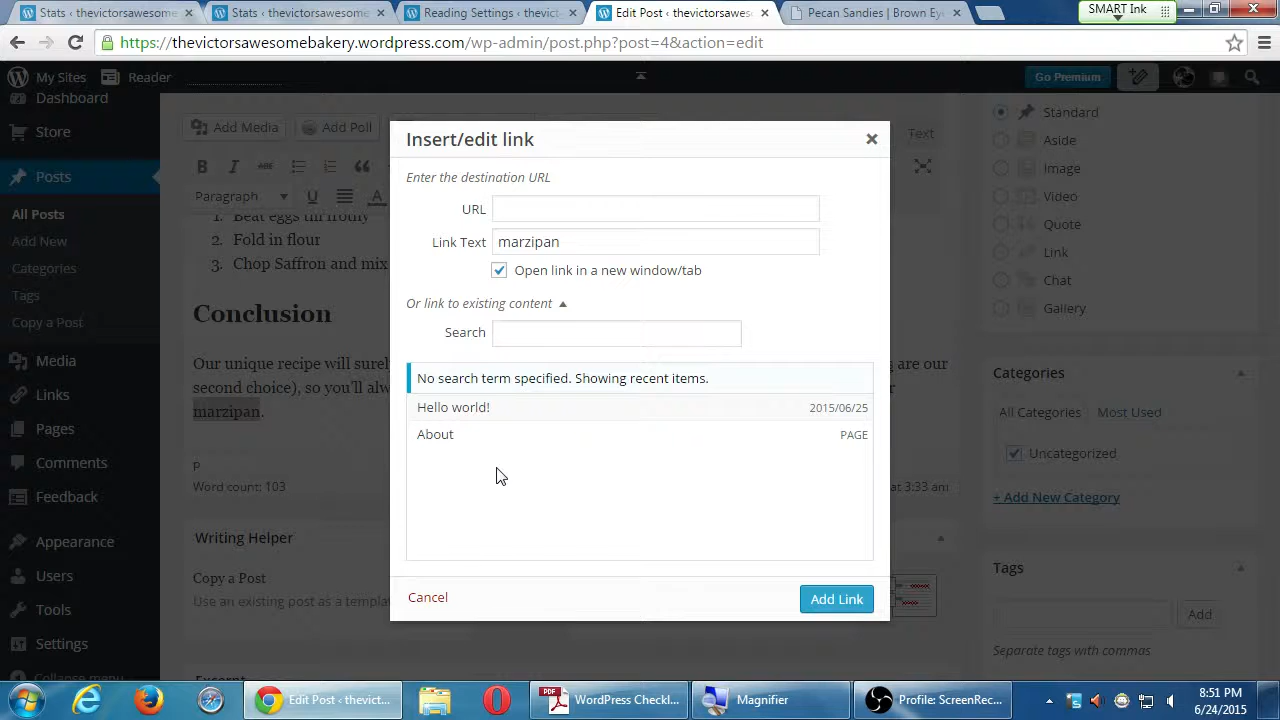 Stats ‹ thevictorsawesome
Stats ‹ thevictorsawesome
Reading Settings ‹ thevict
Edit Post ‹ thevictorsawes
Pecan Sandies | Brown Ey
SMART Ink
https://thevictorsawesomebakery.wordpress.com/wp-admin/post.php?post=4&action=edit
My Sites
Reader
Go Premium
Dashboard
Store
Posts
All Posts
Add New
Categories
Tags
Copy a Post
Media
Links
Pages
Comments
Feedback
Appearance
Users
Tools
Settings
Collapse menu
Add Media
Add Poll
Text
B I ABC
Paragraph
U
A
1. Beat eggs till frothy
2. Fold in flour
3. Chop Saffron and mix
Conclusion
Our unique recipe will surel
g are our
second choice), so you'll alw
r
marzipan.
p
Word count: 103
at 3:33 am
Writing Helper
Copy a Post
Use an existing post as a templa
Excerpt
Insert/edit link
Enter the destination URL
URL
Link Text marzipan
Open link in a new window/tab
Or link to existing content
Search
No search term specified. Showing recent items.
Hello world! 2015/06/25
About PAGE
Cancel
Add Link
Standard
Aside
Image
Video
Quote
Link
Chat
Gallery
Categories
All Categories Most Used
Uncategorized
+ Add New Category
Tags
Add
Separate tags with commas
Edit Post ‹ thevict...
PDF
WordPress Checkl...
Magnifier
Profile: ScreenRec...
8:51 PM
6/24/2015